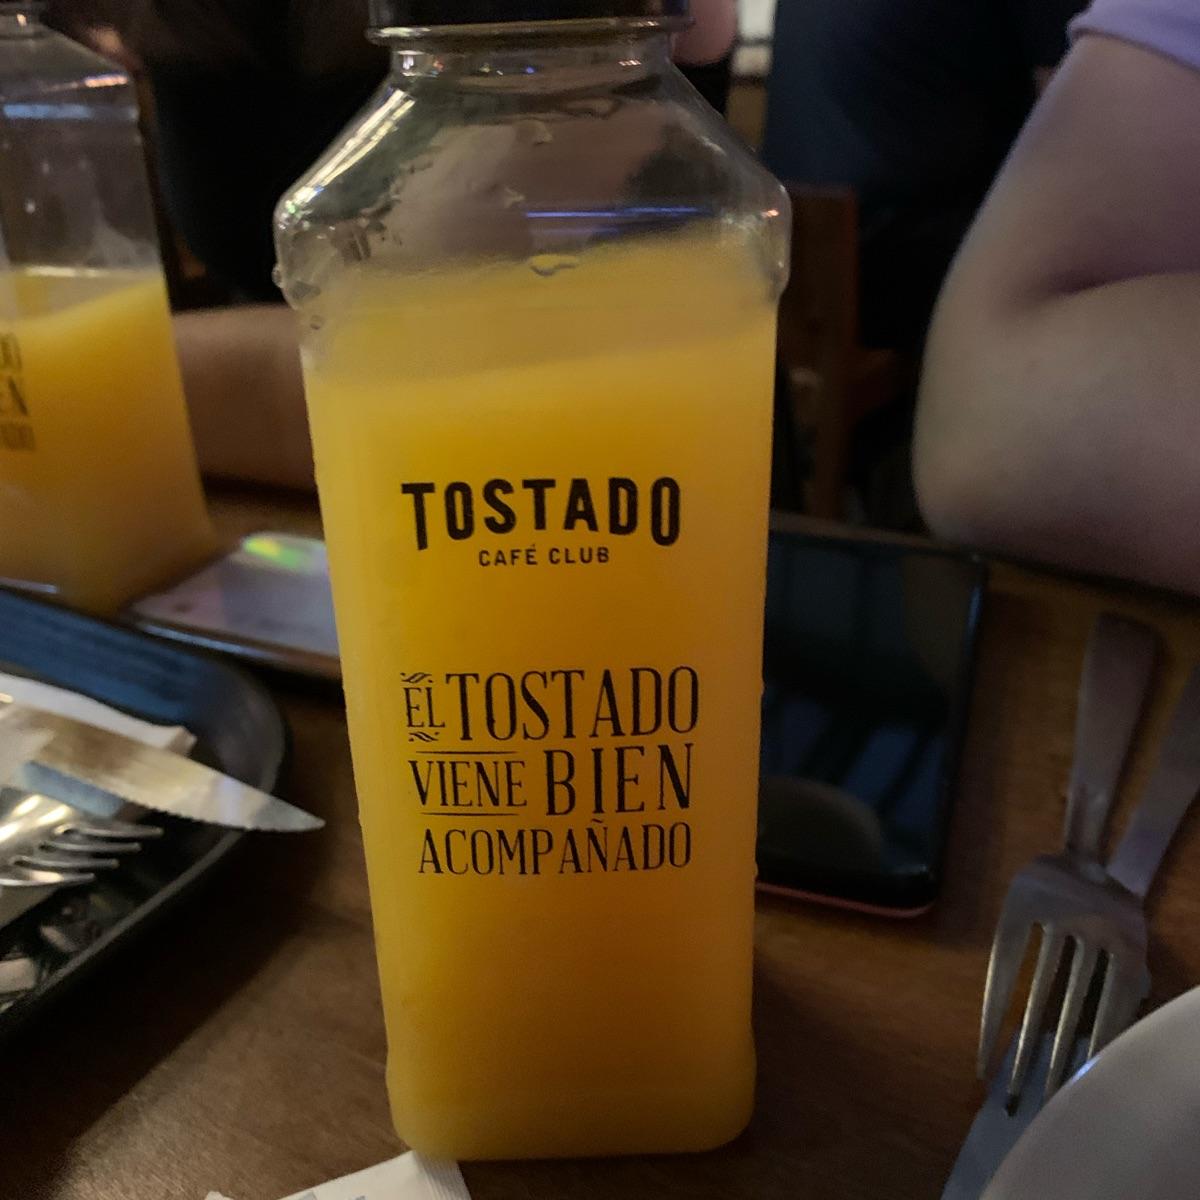 TOSTADO
CAFÉ CLUB
EL TOSTADO
VIENE BIEN
ACOMPAÑADO